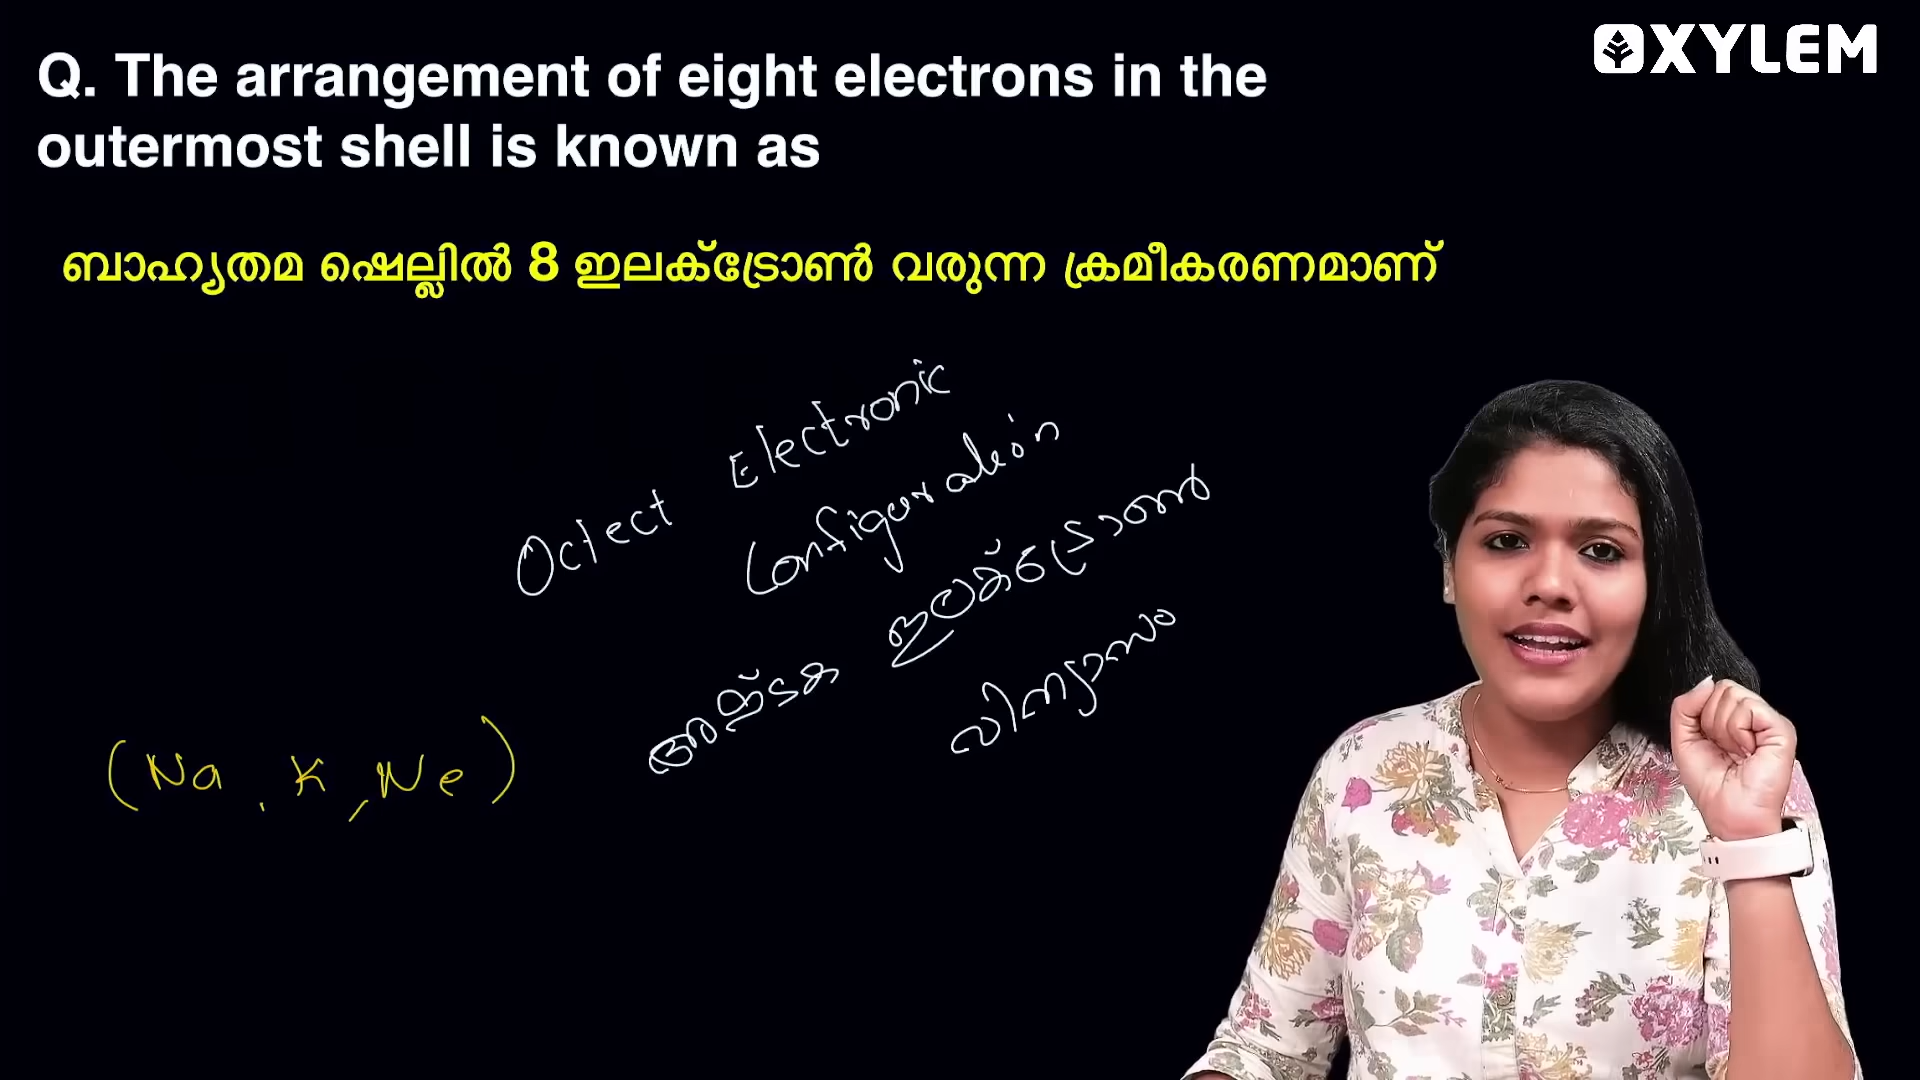 XYLEM
Q. The arrangement of eight electrons in the
outermost shell is known as
ബാഹ്യതമ ഷെല്ലിൽ 8 ഇലക്ട്രോൺ വരുന്ന ക്രമീകരണമാണ്
Octect Electronic
Configuration
അഷ്ടക ഇലക്ട്രോൺ
വിന്യാസം
(Na, K, Ne)